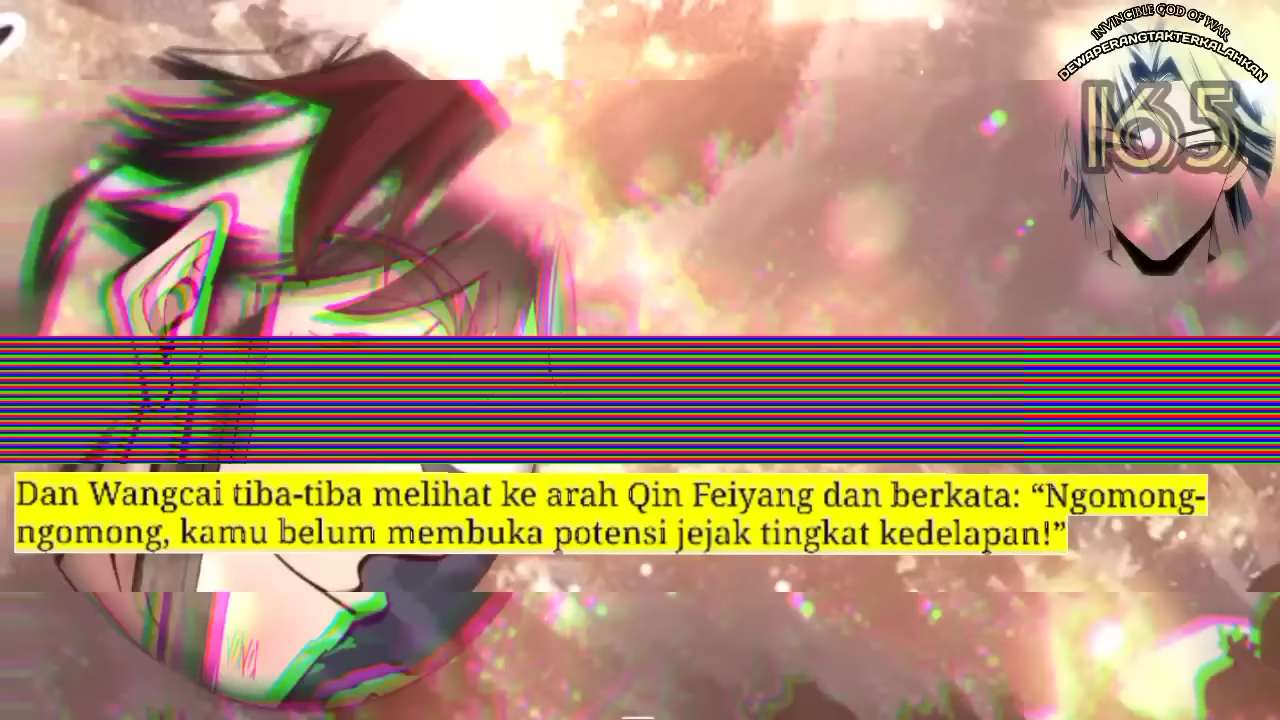 INVINCIBLE GOD OF WAR
DEWAPERANGTAKTERKALAHKAN
165
Dan Wangcai tiba-tiba melihat ke arah Qin Feiyang dan berkata: “Ngomong-
ngomong, kamu belum membuka potensi jejak tingkat kedelapan!”